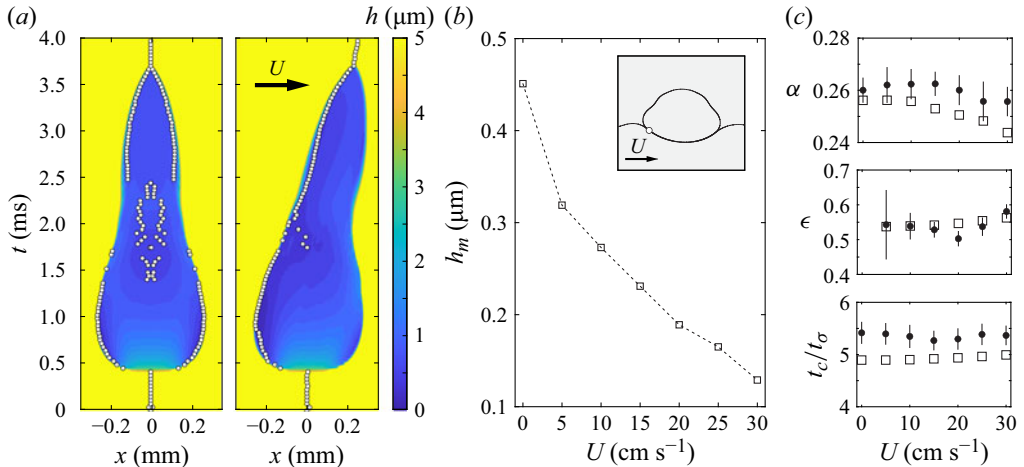 (a)
h (μm)
(b)
(c)
4.0
3.5
3.0
2.5
2.0
1.5
1.0
0.5
0
t (ms)
−0.2 0 0.2
x (mm)
U
−0.2 0 0.2
x (mm)
5
4
3
2
1
0
0.5
0.4
0.3
0.2
0.1
h_m (μm)
U
0 5 10 15 20 25 30
U (cm s⁻¹)
0.28
0.26
0.24
α
0.7
0.6
0.5
0.4
ϵ
6
5
4
t_c/t_σ
0 10 20 30
U (cm s⁻¹)